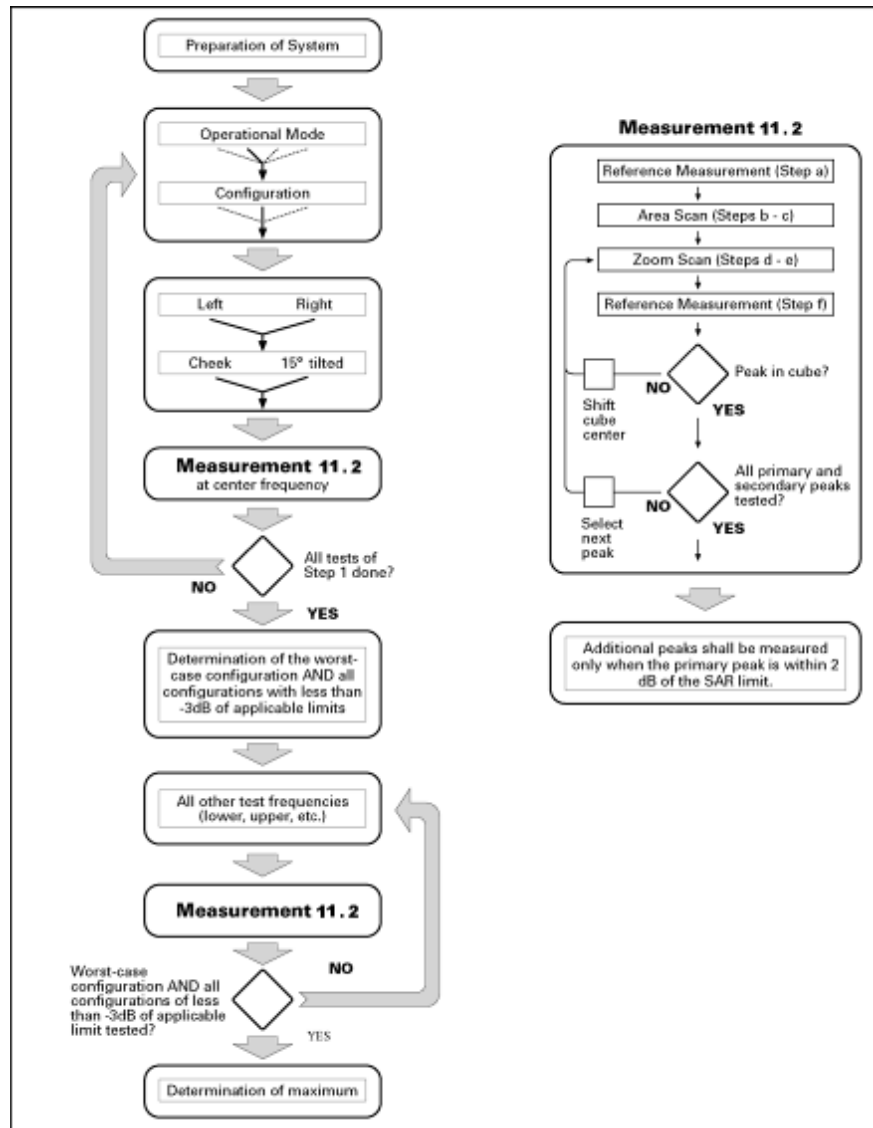 Preparation of System
Operational Mode
Configuration
Left Right
Cheek 15° tilted
Measurement 11.2
at center frequency
All tests of
Step 1 done?
NO
YES
Determination of the worst-
case configuration AND all
configurations with less than
-3dB of applicable limits
All other test frequencies
(lower, upper, etc.)
Measurement 11.2
NO
Worst-case
configuration AND all
configurations of less
than -3dB of applicable
limit tested?
YES
Determination of maximum
Measurement 11.2
Reference Measurement (Step a)
Area Scan (Steps b - c)
Zoom Scan (Steps d - e)
Reference Measurement (Step f)
Peak in cube?
NO
Shift
cube
center
YES
All primary and
secondary peaks
tested?
NO
Select
next
peak
YES
Additional peaks shall be measured
only when the primary peak is within 2
dB of the SAR limit.